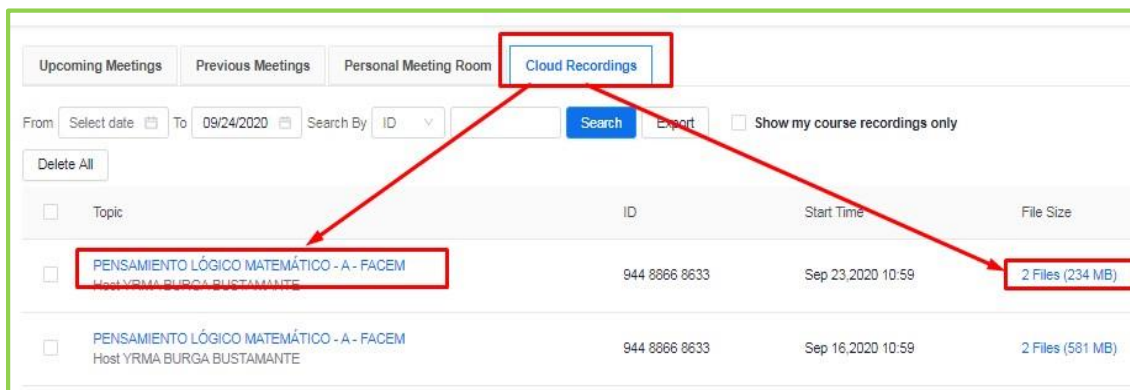 Upcoming Meetings Previous Meetings Personal Meeting Room Cloud Recordings
From Select date To 09/24/2020 Search By ID Search Export Show my course recordings only
Delete All
Topic ID Start Time File Size
PENSAMIENTO LÓGICO MATEMÁTICO - A - FACEM 944 8866 8633 Sep 23,2020 10:59 2 Files (234 MB)
Host YRMA BURGA BUSTAMANTE
PENSAMIENTO LÓGICO MATEMÁTICO - A - FACEM 944 8866 8633 Sep 16,2020 10:59 2 Files (581 MB)
Host YRMA BURGA BUSTAMANTE